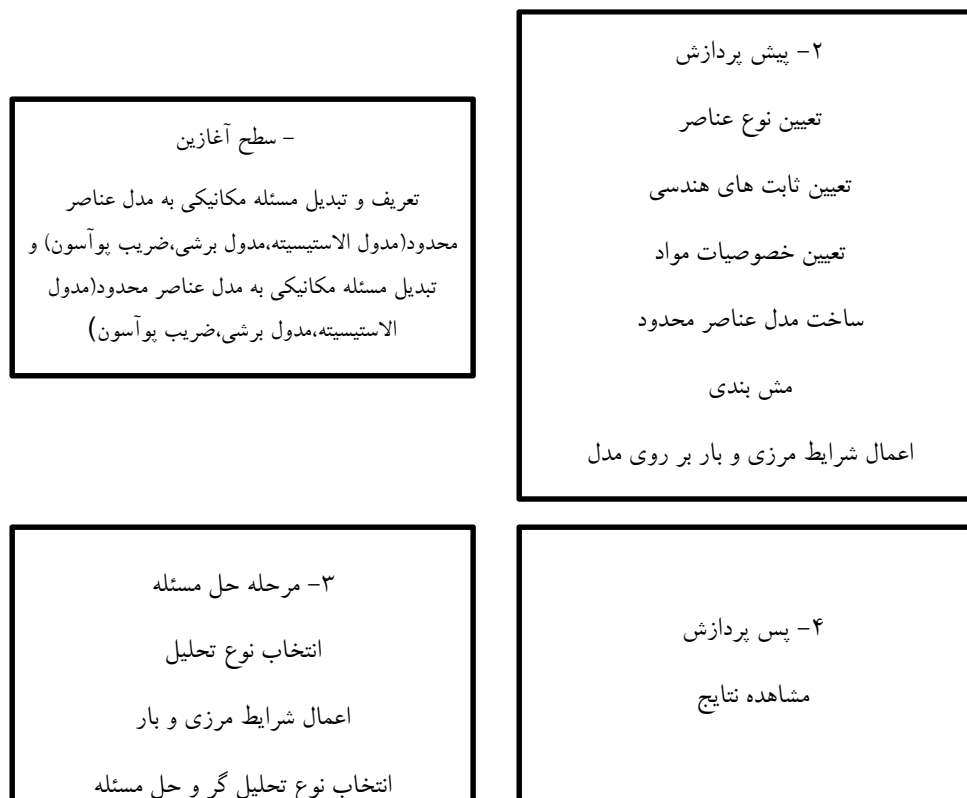 - سطح آغازین
تعریف و تبدیل مسئله مکانیکی به مدل عناصر
محدود(مدول الاستیسیته،مدول برشی،ضریب پوآسون) و
تبدیل مسئله مکانیکی به مدل عناصر محدود(مدول
الاستیسیته،مدول برشی،ضریب پوآسون)
۲- پیش پردازش
تعیین نوع عناصر
تعیین ثابت های هندسی
تعیین خصوصیات مواد
ساخت مدل عناصر محدود
مش بندی
اعمال شرایط مرزی و بار بر روی مدل
۳- مرحله حل مسئله
انتخاب نوع تحلیل
اعمال شرایط مرزی و بار
انتخاب نوع تحلیل گر و حل مسئله
۴- پس پردازش
مشاهده نتایج